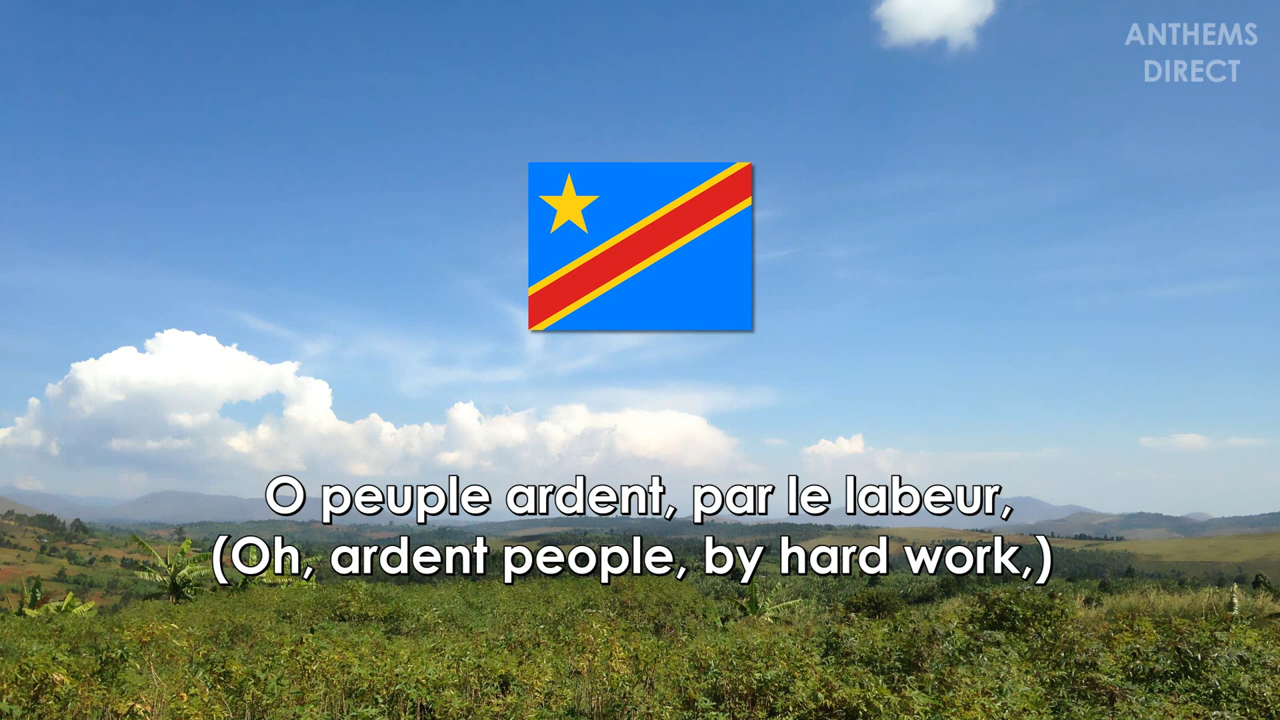 ANTHEMS
DIRECT
O peuple ardent, par le labeur,
(Oh, ardent people, by hard work,)